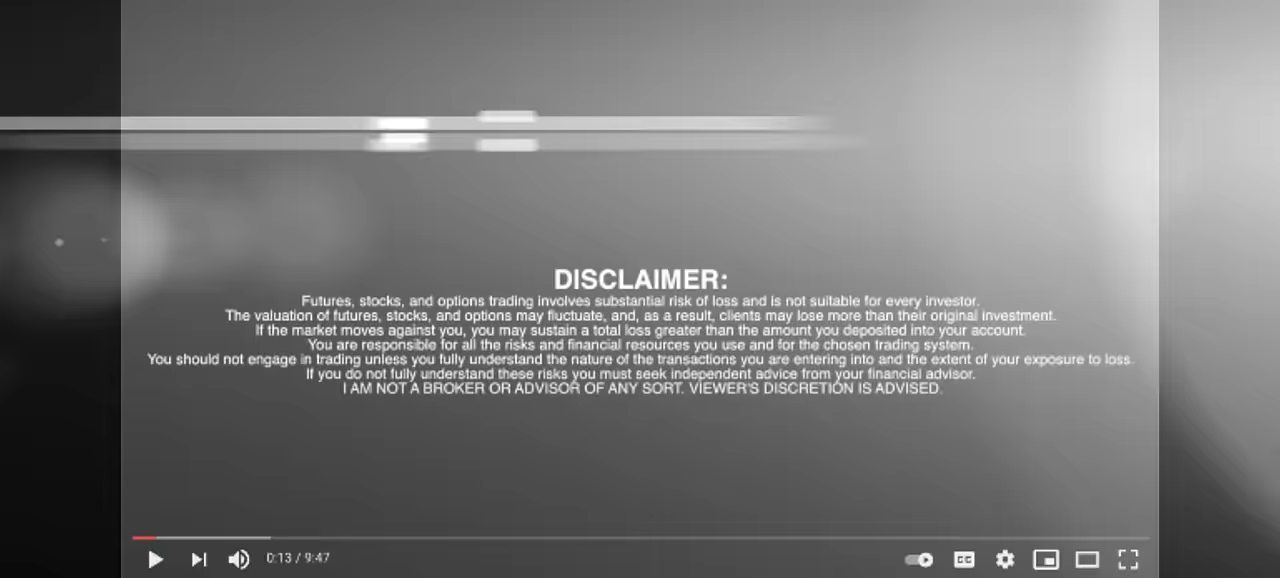 DISCLAIMER:
Futures, stocks, and options trading involves substantial risk of loss and is not suitable for every investor.
The valuation of futures, stocks, and options may fluctuate, and, as a result, clients may lose more than their original investment.
If the market moves against you, you may sustain a total loss greater than the amount you deposited into your account.
You are responsible for all the risks and financial resources you use and for the chosen trading system.
You should not engage in trading unless you fully understand the nature of the transactions you are entering into and the extent of your exposure to loss.
If you do not fully understand these risks you must seek independent advice from your financial advisor.
I AM NOT A BROKER OR ADVISOR OF ANY SORT. VIEWER'S DISCRETION IS ADVISED.
0:13 / 9:47
CC